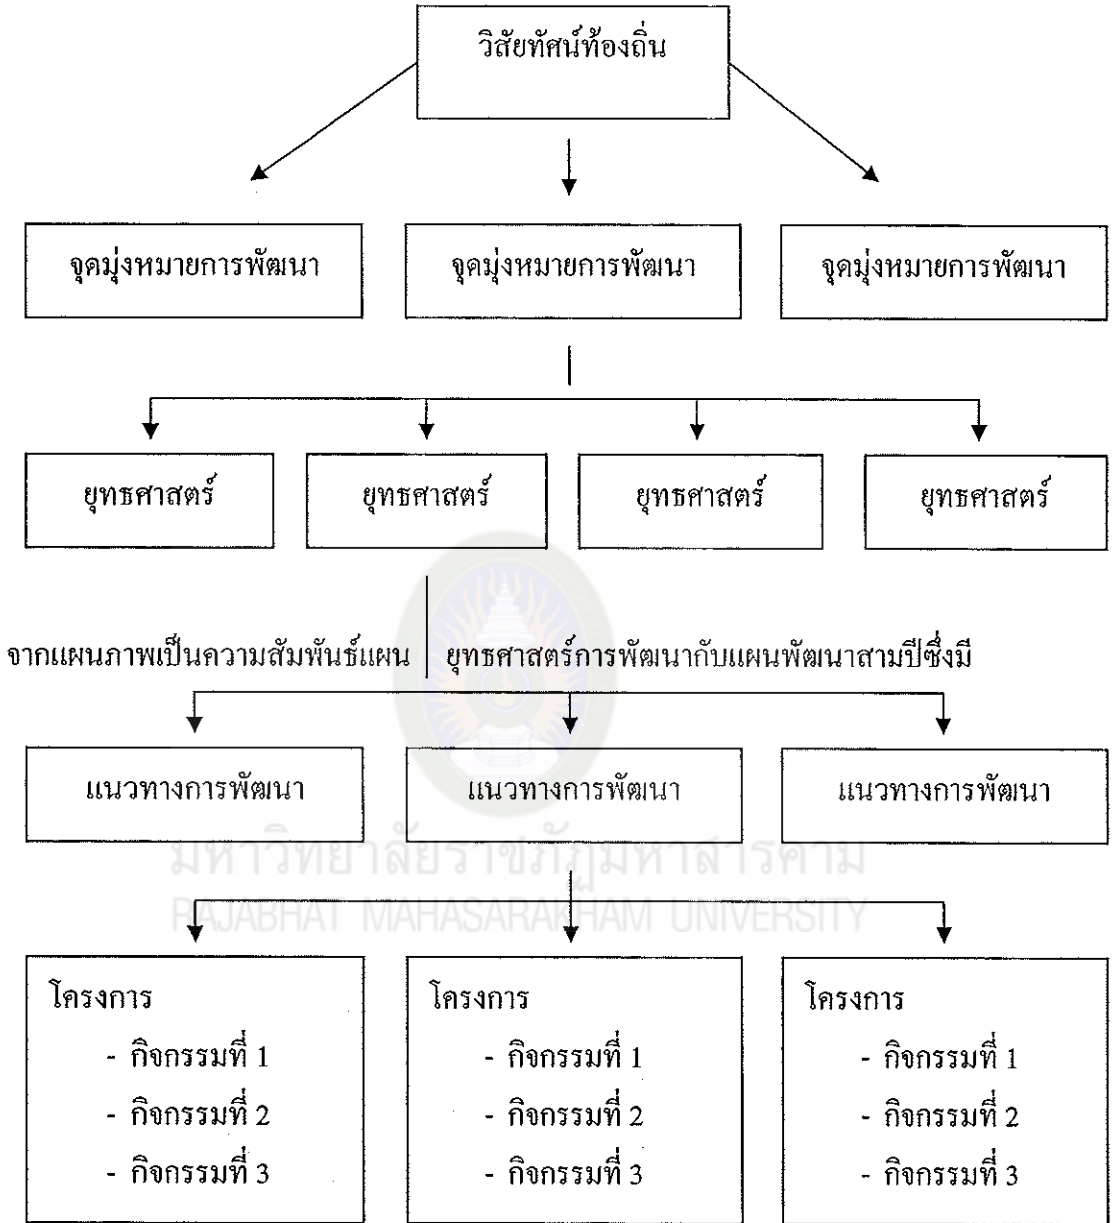 วิสัยทัศน์ท้องถิ่น
จุดมุ่งหมายการพัฒนา จุดมุ่งหมายการพัฒนา จุดมุ่งหมายการพัฒนา
ยุทธศาสตร์ ยุทธศาสตร์ ยุทธศาสตร์ ยุทธศาสตร์
จากแผนภาพเป็นความสัมพันธ์แผน ยุทธศาสตร์การพัฒนากับแผนพัฒนาสามปีซึ่งมี
แนวทางการพัฒนา แนวทางการพัฒนา แนวทางการพัฒนา
มหาวิทยาลัยราชภัฏมหาสารคาม
RAJABHAT MAHASARAKHAM UNIVERSITY
โครงการ โครงการ โครงการ
- กิจกรรมที่ 1 - กิจกรรมที่ 1 - กิจกรรมที่ 1
- กิจกรรมที่ 2 - กิจกรรมที่ 2 - กิจกรรมที่ 2
- กิจกรรมที่ 3 - กิจกรรมที่ 3 - กิจกรรมที่ 3